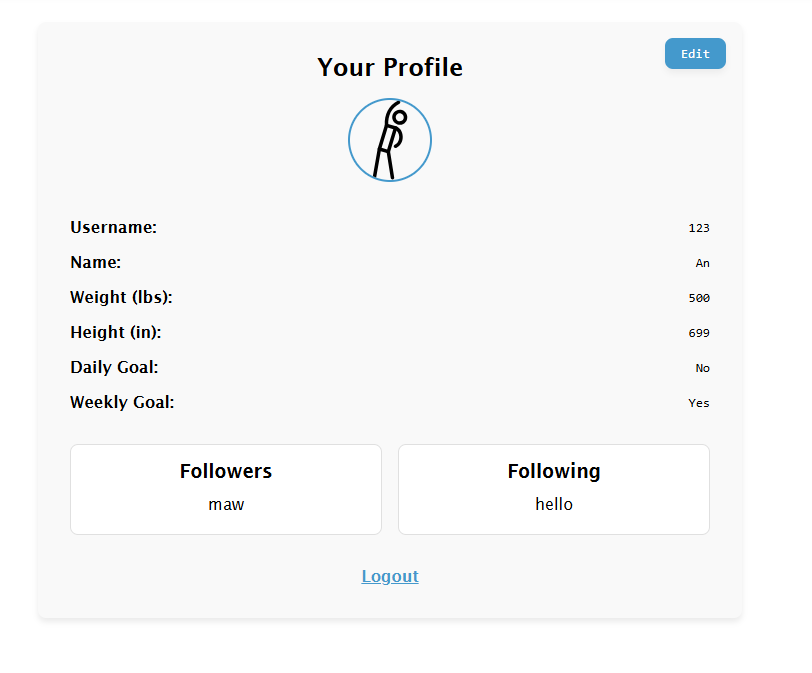 Your Profile
Edit
Username: 123
Name: An
Weight (lbs): 500
Height (in): 699
Daily Goal: No
Weekly Goal: Yes
Followers
maw
Following
hello
Logout